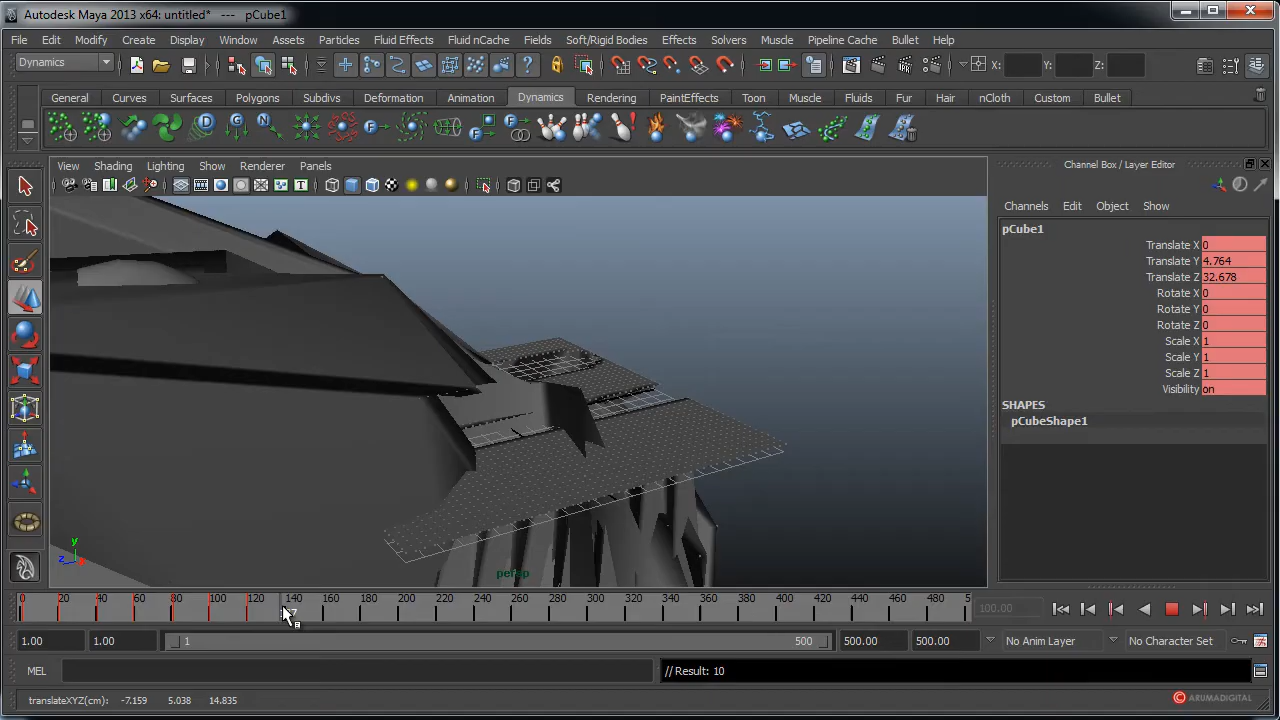 Autodesk Maya 2013 x64: untitled* --- pCube1
File Edit Modify Create Display Window Assets Particles Fluid Effects Fluid nCache Fields Soft/Rigid Bodies Effects Solvers Muscle Pipeline Cache Bullet Help
Dynamics X: Y: Z:
General Curves Surfaces Polygons Subdivs Deformation Animation Dynamics Rendering PaintEffects Toon Muscle Fluids Fur Hair nCloth Custom Bullet
View Shading Lighting Show Renderer Panels
Channel Box / Layer Editor
Channels Edit Object Show
pCube1
Translate X 0
Translate Y 4.764
Translate Z 32.678
Rotate X 0
Rotate Y 0
Rotate Z 0
Scale X 1
Scale Y 1
Scale Z 1
Visibility on
SHAPES
pCubeShape1
y
z x
persp
0 20 40 60 80 100 120 140 160 180 200 220 240 260 280 300 320 340 360 380 400 420 440 460 480 5
100.00
1.00 1.00 1 500 500.00 500.00 No Anim Layer No Character Set
MEL // Result: 10
translateXYZ(cm): -7.159 5.038 14.835
© ARUMADIGITAL